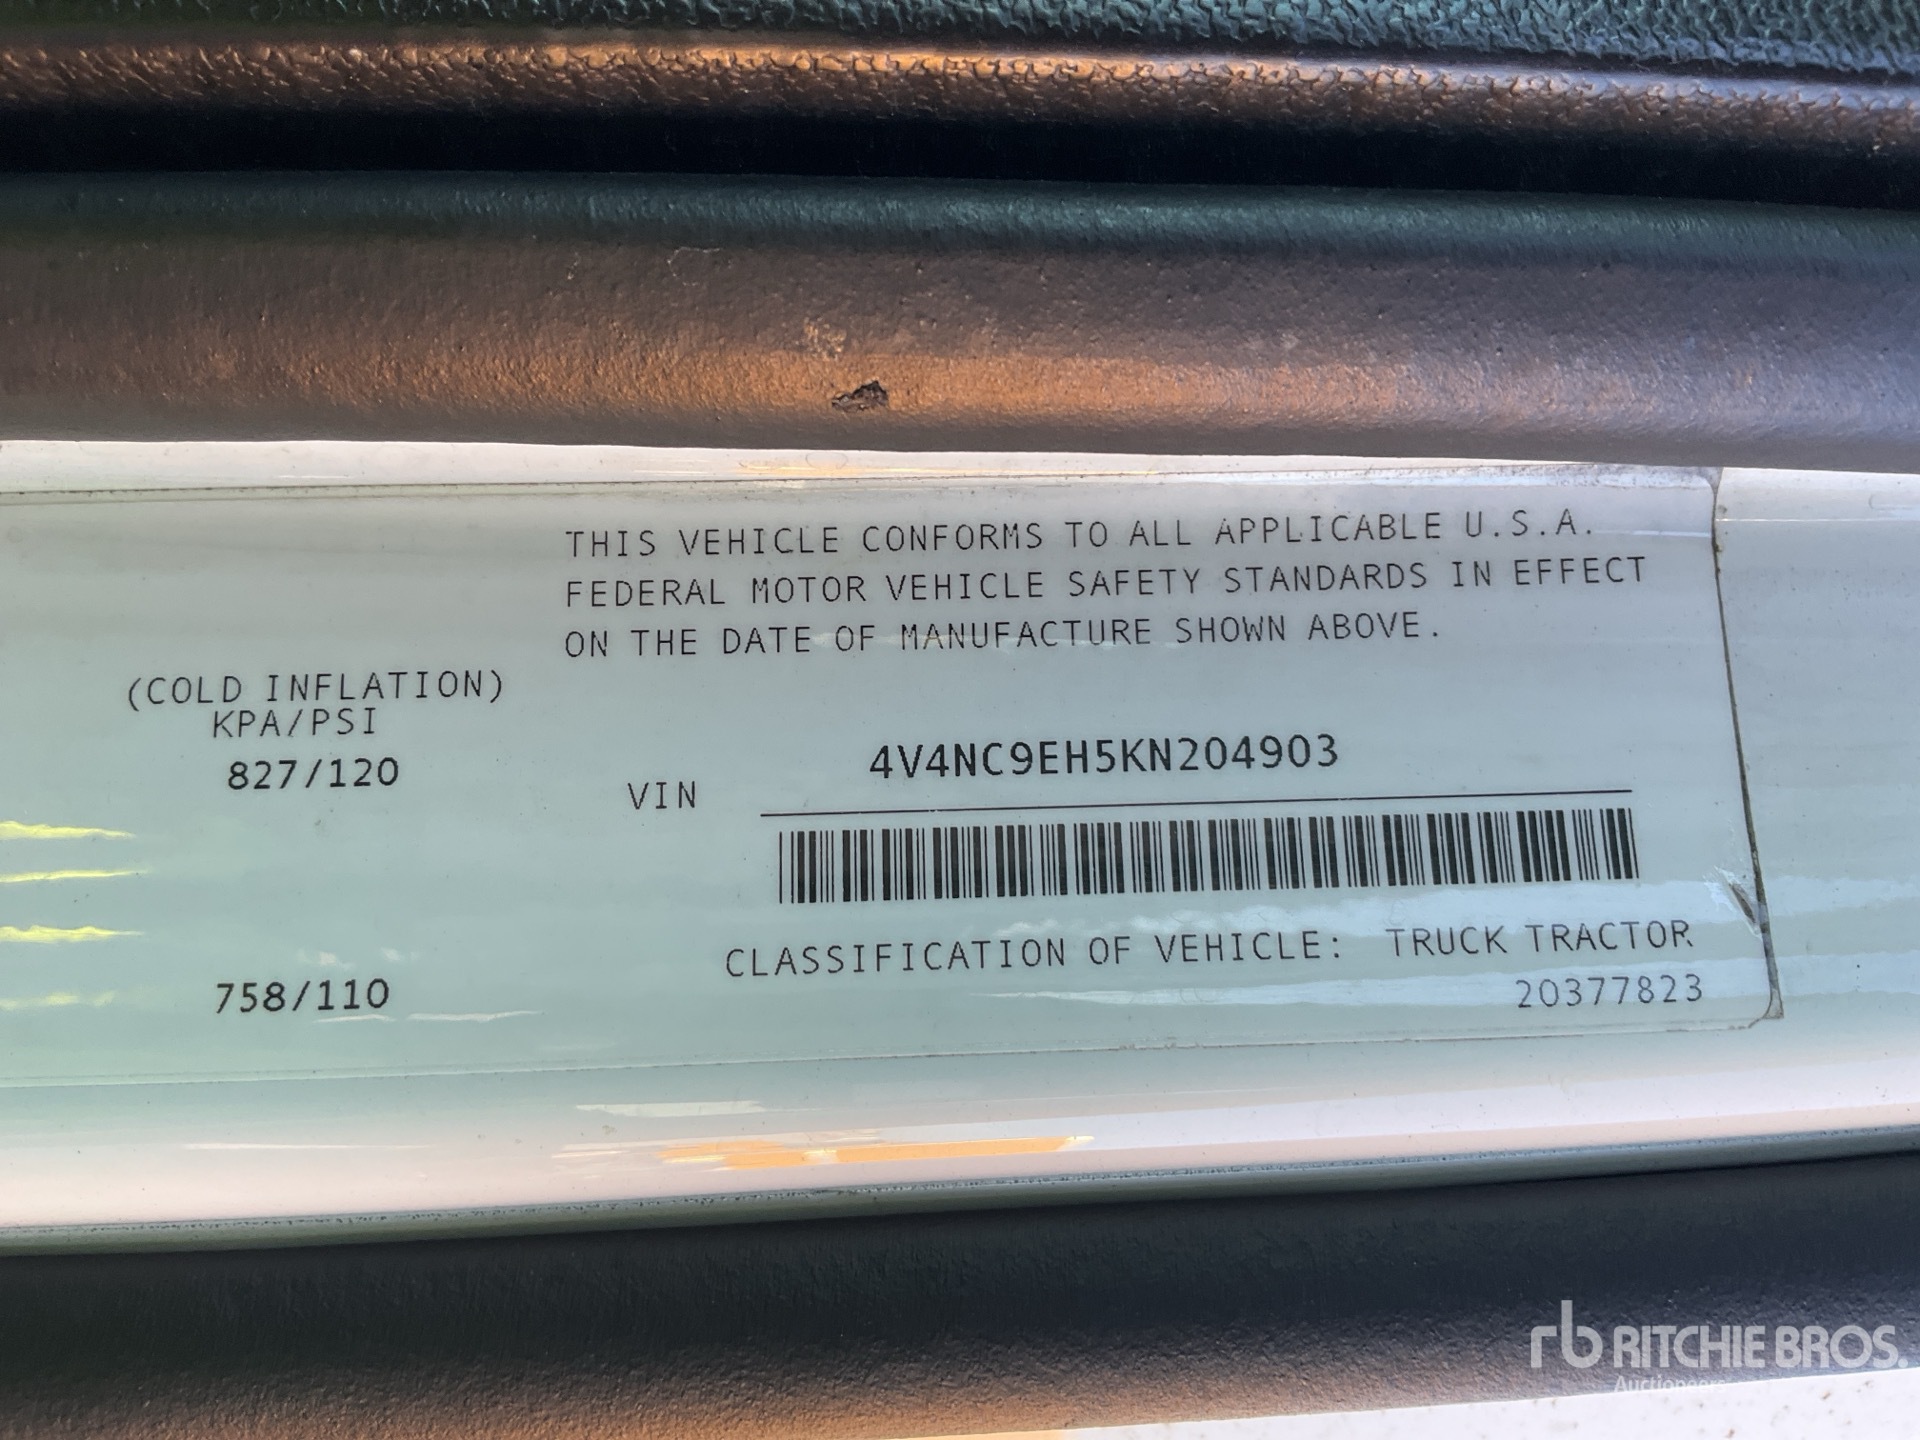 THIS VEHICLE CONFORMS TO ALL APPLICABLE U.S.A.
FEDERAL MOTOR VEHICLE SAFETY STANDARDS IN EFFECT
ON THE DATE OF MANUFACTURE SHOWN ABOVE.
(COLD INFLATION)
KPA/PSI
827/120
VIN 4V4NC9EH5KN204903
CLASSIFICATION OF VEHICLE: TRUCK TRACTOR
758/110
20377823
rb RITCHIE BROS.
Auctioneers